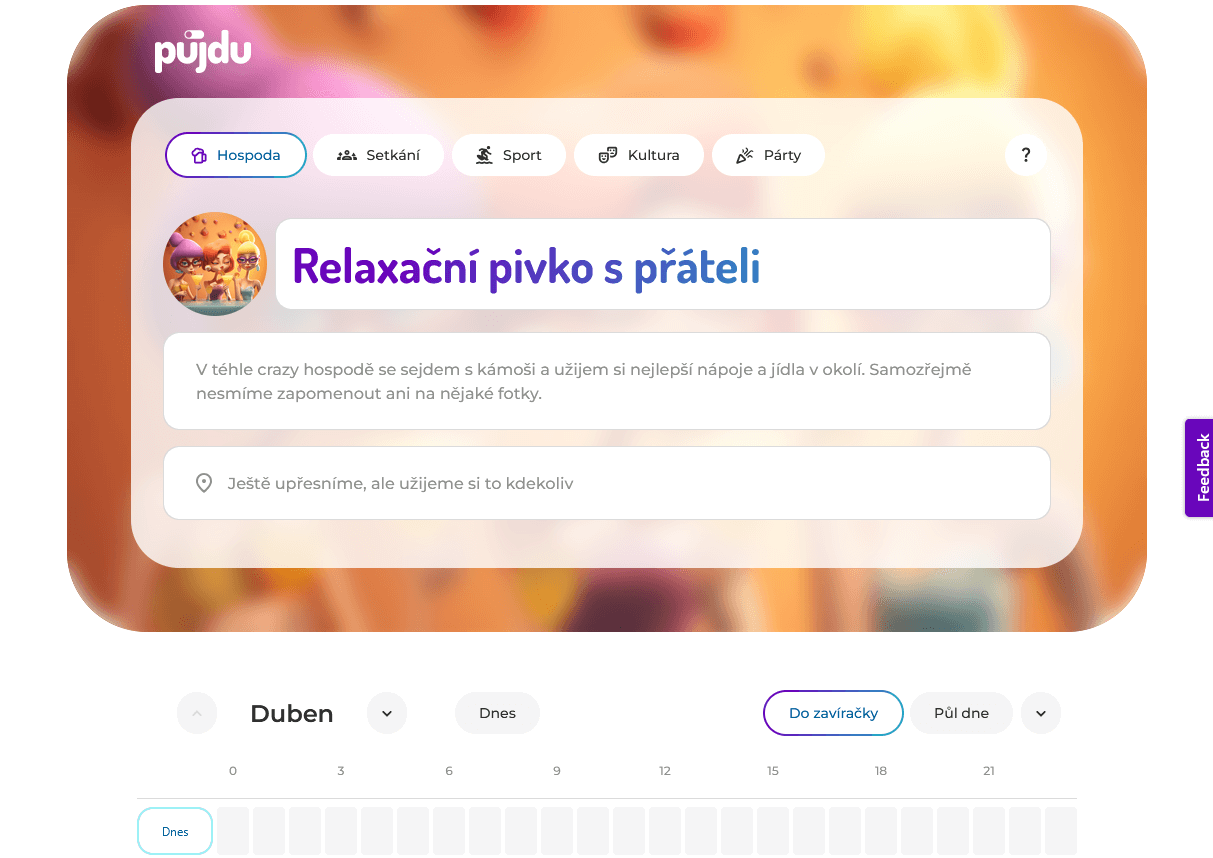 pujdu
Hospoda
Setkání
Sport
Kultura
Párty
?
Relaxační pivko s přáteli
V téhle crazy hospodě se sejdem s kámoši a užijem si nejlepší nápoje a jídla v okolí. Samozřejmě
nesmíme zapomenout ani na nějaké fotky.
Ještě upřesníme, ale užijeme si to kdekoliv
Feedback
Duben
Dnes
Do zavíračky
Půl dne
0 3 6 9 12 15 18 21
Dnes